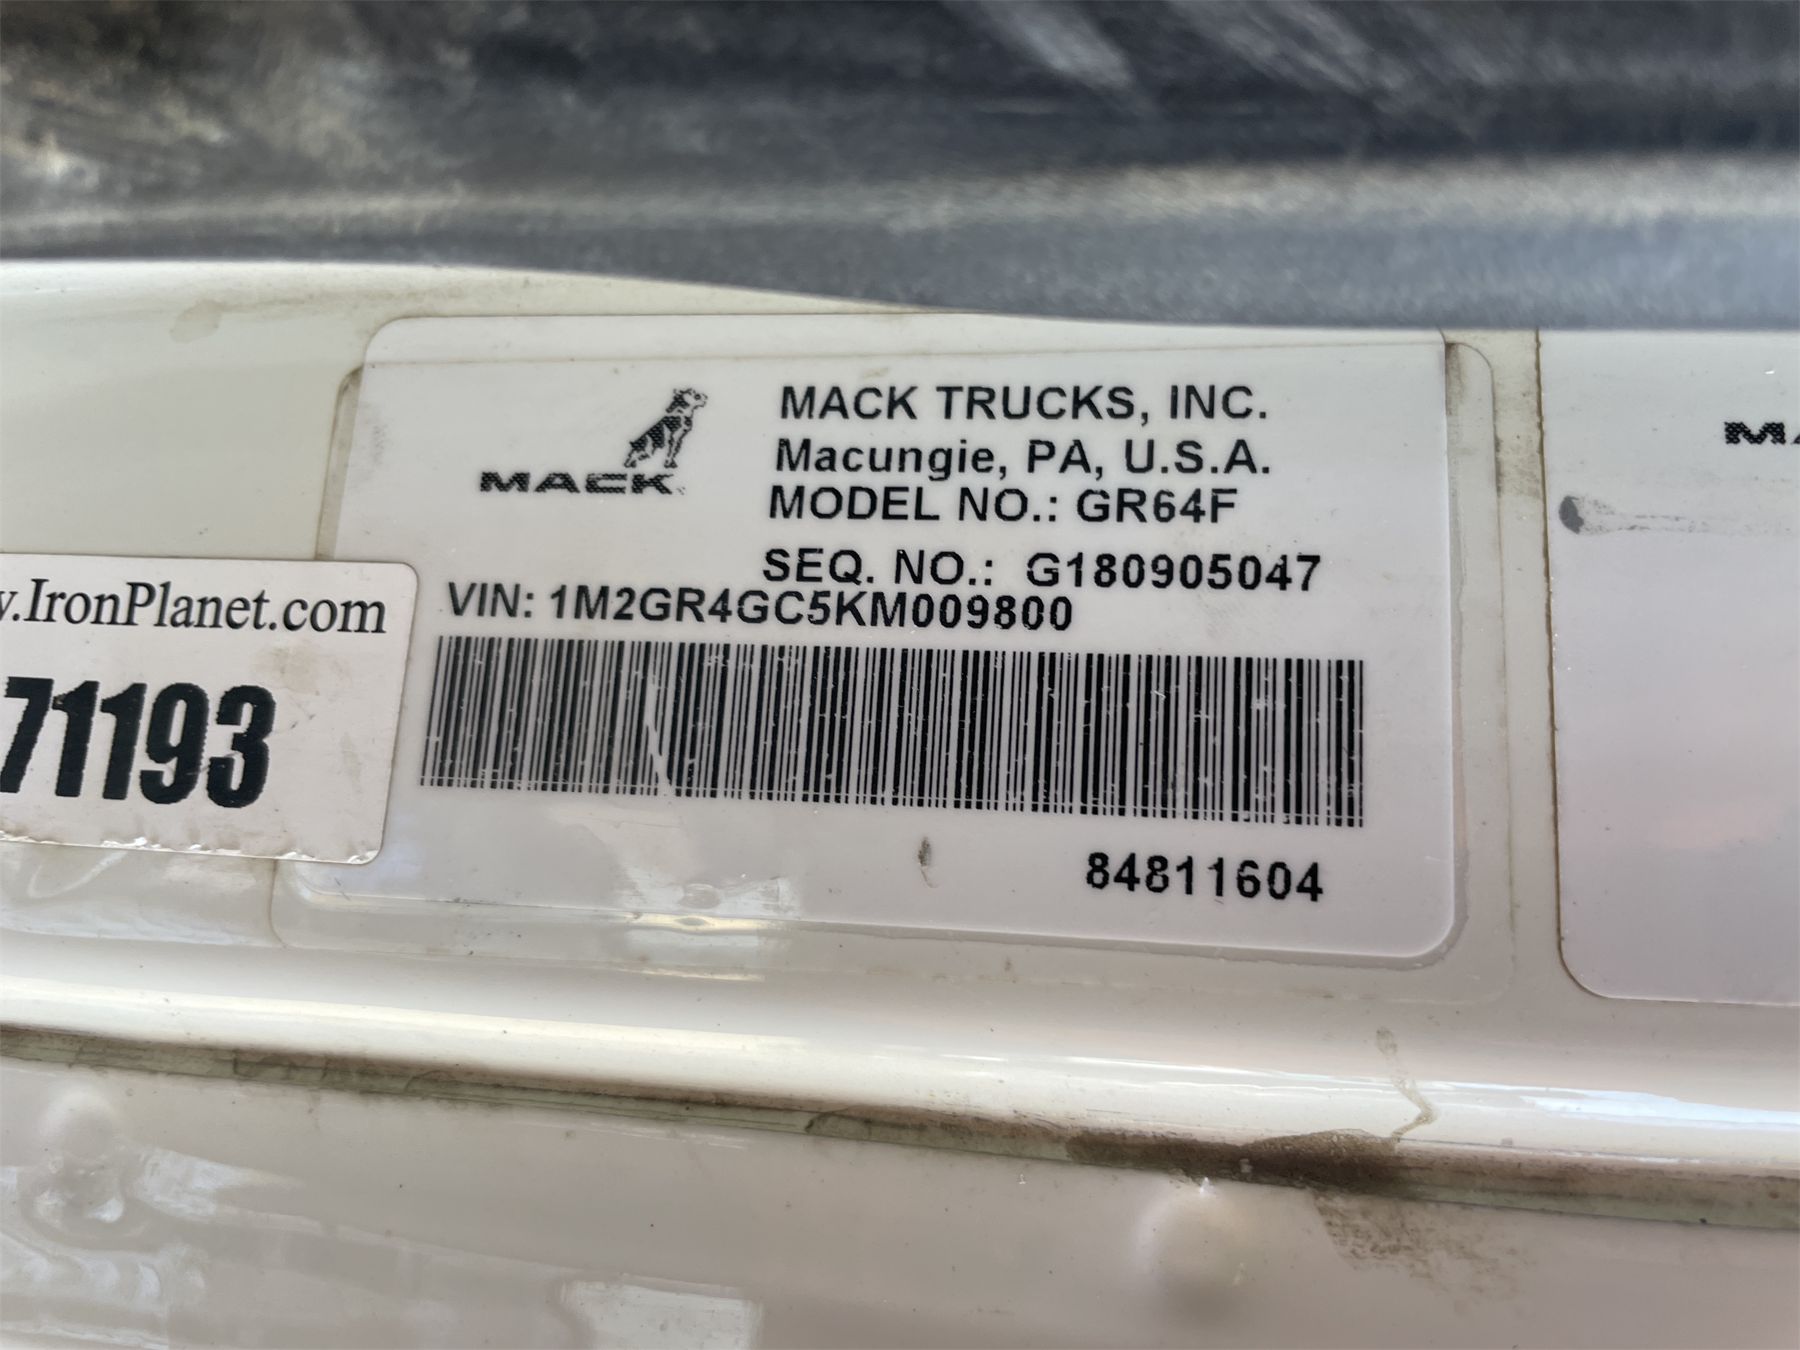 MACK
MACK TRUCKS, INC.
Macungie, PA, U.S.A.
MODEL NO.: GR64F
SEQ. NO.: G180905047
VIN: 1M2GR4GC5KM009800
84811604
.IronPlanet.com
71193